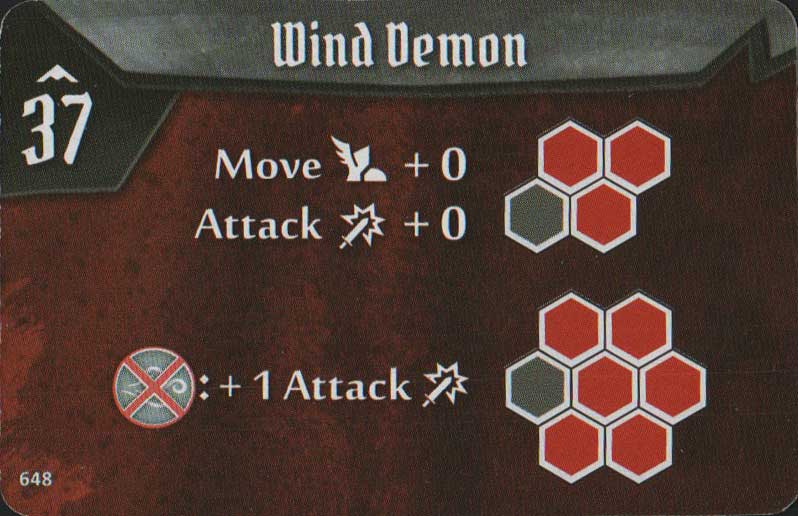 Wind Demon
37
Move + 0
Attack + 0
: + 1 Attack
648